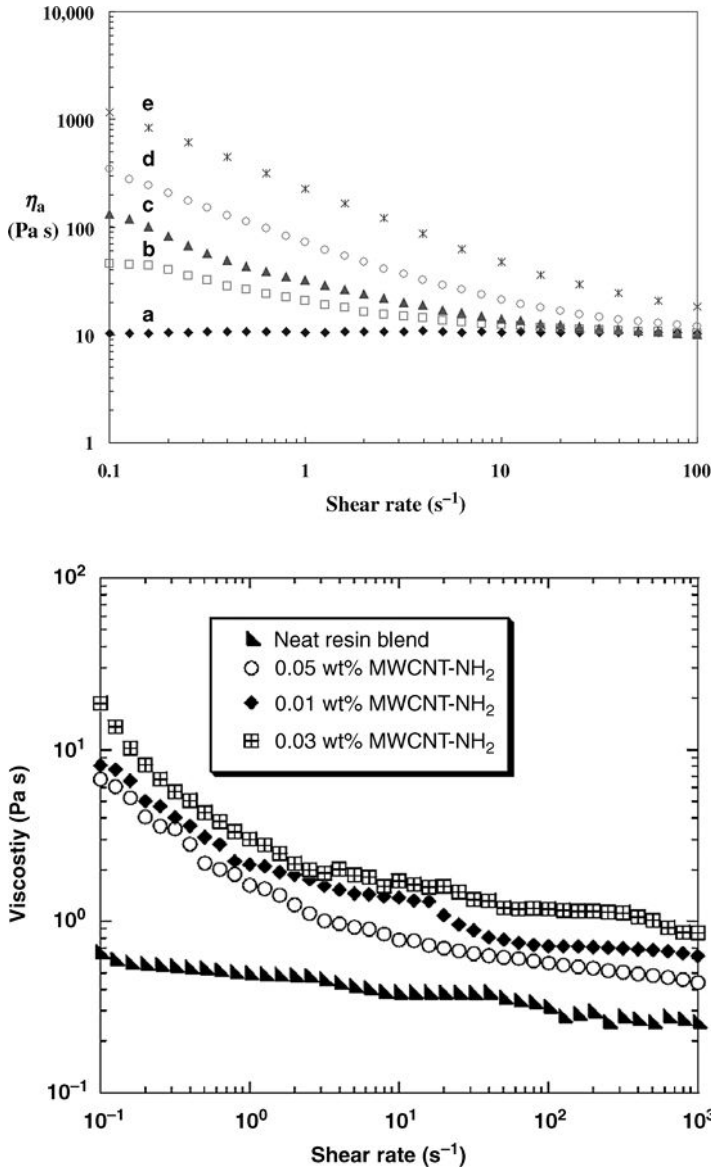 10,000
1000
100
10
1
ηa
(Pa s)
e
d
c
b
a
0.1 1 10 100
Shear rate (s⁻¹)
10²
10¹
10⁰
10⁻¹
Viscostiy (Pa s)
Neat resin blend
0.05 wt% MWCNT-NH₂
0.01 wt% MWCNT-NH₂
0.03 wt% MWCNT-NH₂
10⁻¹ 10⁰ 10¹ 10² 10³
Shear rate (s⁻¹)